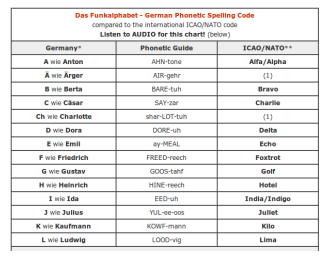 Das Funkalphabet - German Phonetic Spelling Code
compared to the international ICAO/NATO code
Listen to AUDIO for this chart! (below)
Germany* Phonetic Guide ICAO/NATO**
A wie Anton AHN-tone Alfa/Alpha
Ä wie Ärger AIR-gehr (1)
B wie Berta BARE-tuh Bravo
C wie Cäsar SAY-zar Charlie
Ch wie Charlotte shar-LOT-tuh (1)
D wie Dora DORE-uh Delta
E wie Emil ay-MEAL Echo
F wie Friedrich FREED-reech Foxtrot
G wie Gustav GOOS-tahf Golf
H wie Heinrich HINE-reech Hotel
I wie Ida EED-uh India/Indigo
J wie Julius YUL-ee-oos Juliet
K wie Kaufmann KOWF-mann Kilo
L wie Ludwig LOOD-vig Lima